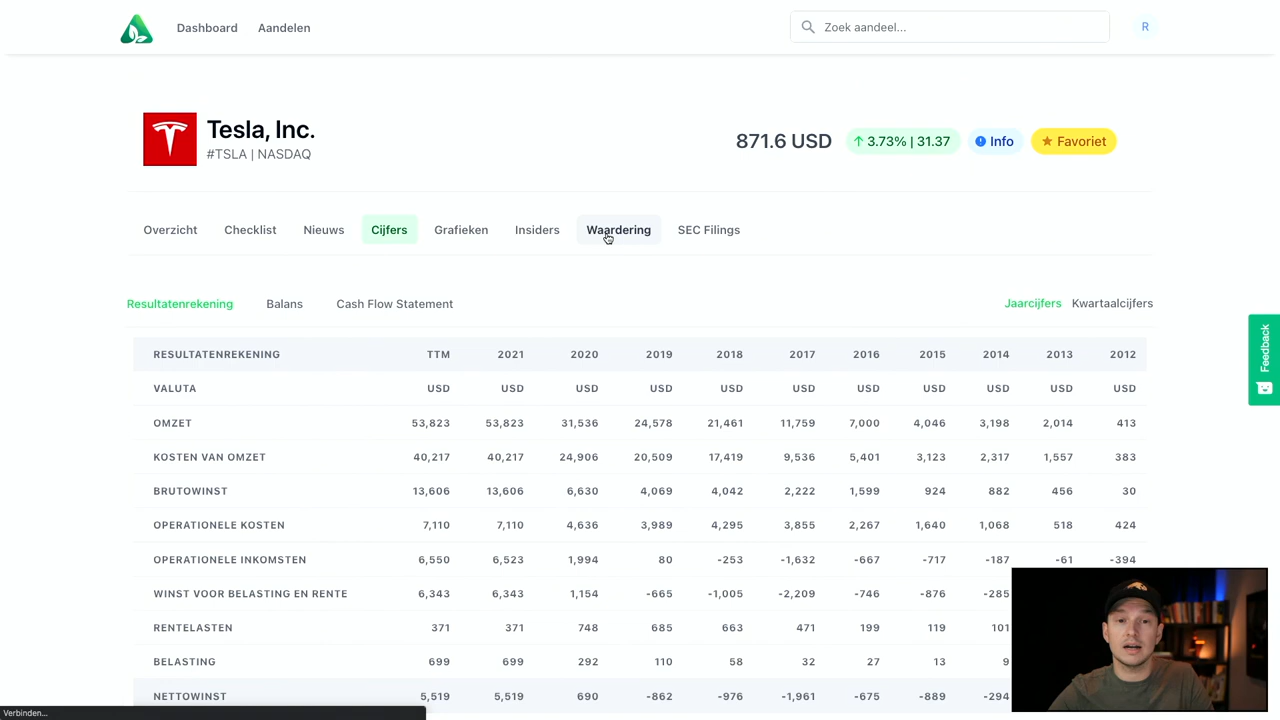 Dashboard Aandelen Zoek aandeel... R
Tesla, Inc.
#TSLA | NASDAQ
871.6 USD ↑ 3.73% | 31.37 Info ★ Favoriet
Overzicht Checklist Nieuws Cijfers Grafieken Insiders Waardering SEC Filings
Resultatenrekening Balans Cash Flow Statement Jaarcijfers Kwartaalcijfers
Feedback
RESULTATENREKENING TTM 2021 2020 2019 2018 2017 2016 2015 2014 2013 2012
VALUTA USD USD USD USD USD USD USD USD USD USD USD
OMZET 53,823 53,823 31,536 24,578 21,461 11,759 7,000 4,046 3,198 2,014 413
KOSTEN VAN OMZET 40,217 40,217 24,906 20,509 17,419 9,536 5,401 3,123 2,317 1,557 383
BRUTOWINST 13,606 13,606 6,630 4,069 4,042 2,222 1,599 924 882 456 30
OPERATIONELE KOSTEN 7,110 7,110 4,636 3,989 4,295 3,855 2,267 1,640 1,068 518 424
OPERATIONELE INKOMSTEN 6,550 6,523 1,994 80 -253 -1,632 -667 -717 -187 -61 -394
WINST VOOR BELASTING EN RENTE 6,343 6,343 1,154 -665 -1,005 -2,209 -746 -876 -285
RENTELASTEN 371 371 748 685 663 471 199 119 101
BELASTING 699 699 292 110 58 32 27 13 9
NETTOWINST 5,519 5,519 690 -862 -976 -1,961 -675 -889 -294
Verbinden...